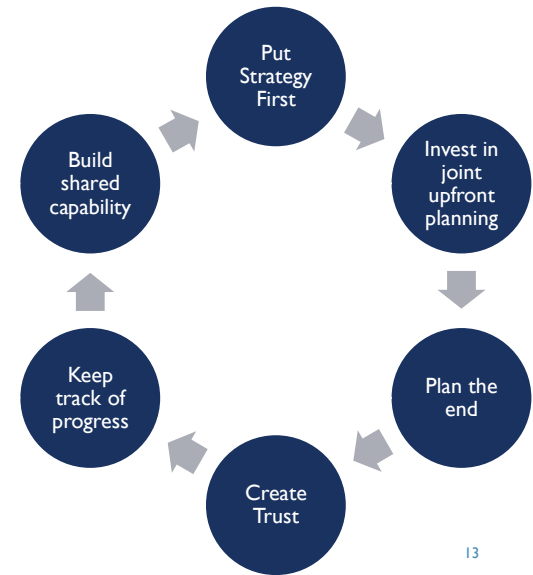 Put
Strategy
First
Invest in
joint
upfront
planning
Plan the
end
Create
Trust
Keep
track of
progress
Build
shared
capability
13